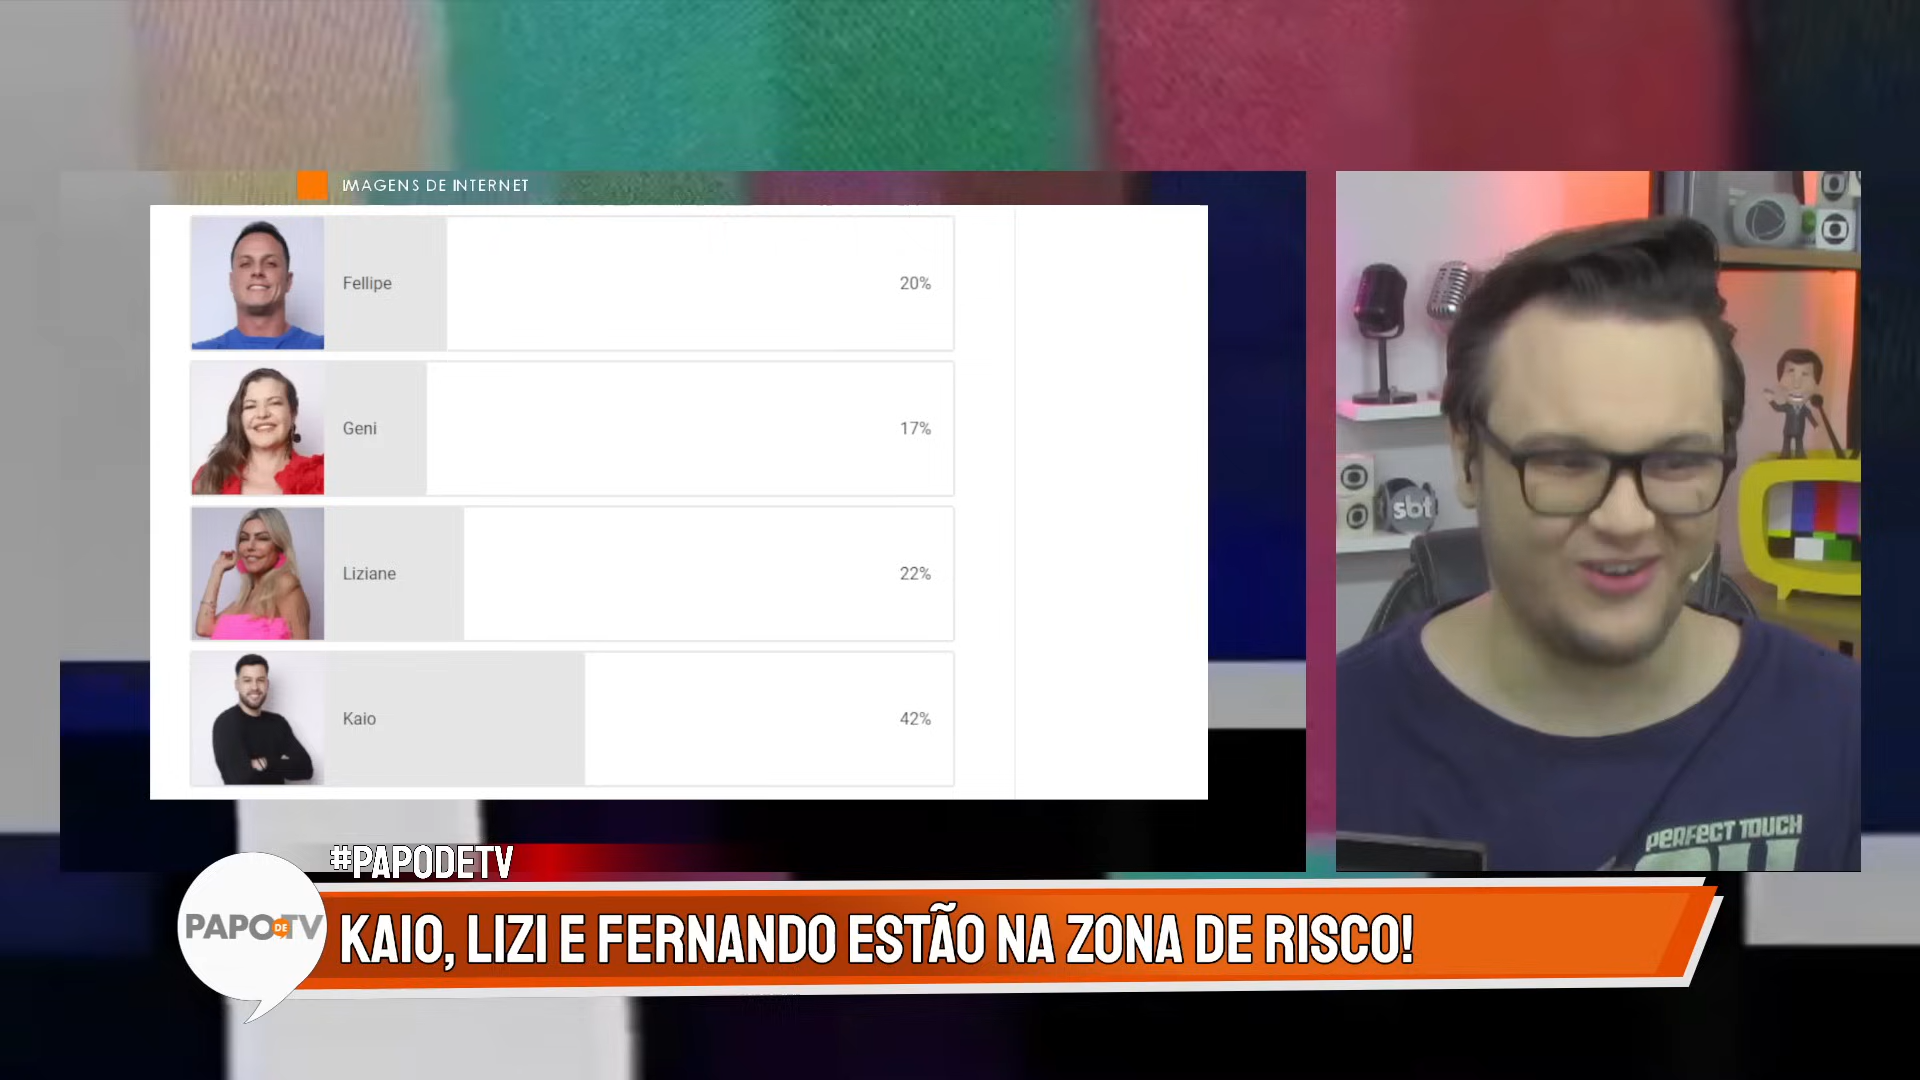 IMAGENS DE INTERNET
Fellipe 20%
Geni 17%
Liziane 22%
Kaio 42%
sbt
PERFECT TOUCH
#PAPODETV
PAPO DE TV
KAIO, LIZI E FERNANDO ESTÃO NA ZONA DE RISCO!